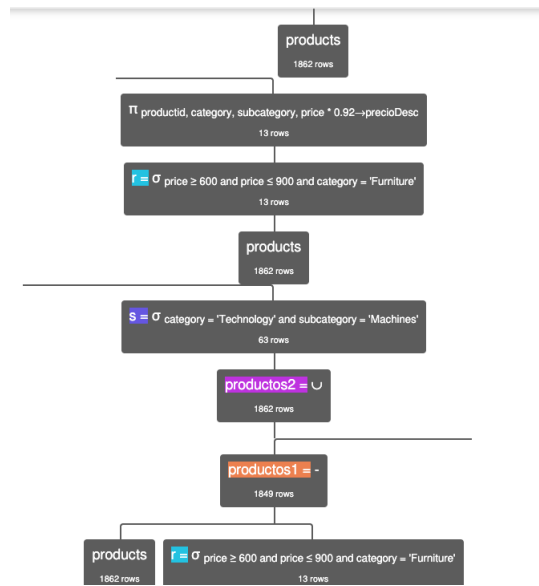 products
1862 rows
π productid, category, subcategory, price * 0.92→precioDesc
13 rows
r = σ price ≥ 600 and price ≤ 900 and category = 'Furniture'
13 rows
products
1862 rows
s = σ category = 'Technology' and subcategory = 'Machines'
63 rows
productos2 = ∪
1862 rows
productos1 = -
1849 rows
products
1862 rows
r = σ price ≥ 600 and price ≤ 900 and category = 'Furniture'
13 rows